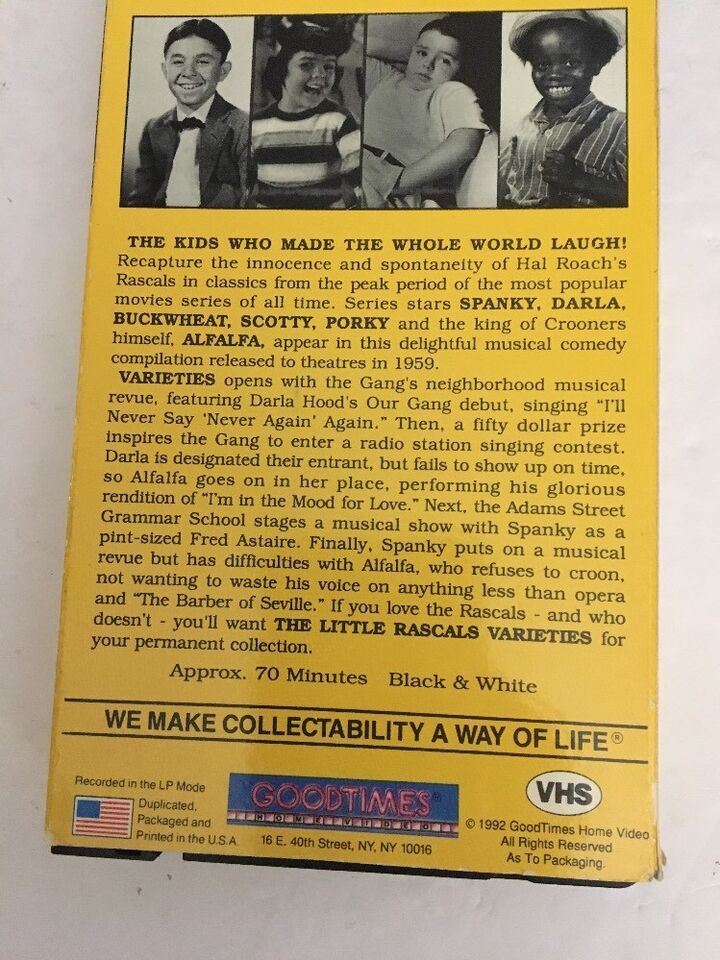 THE KIDS WHO MADE THE WHOLE WORLD LAUGH!
Recapture the innocence and spontaneity of Hal Roach's
Rascals in classics from the peak period of the most popular
movies series of all time. Series stars SPANKY, DARLA,
BUCKWHEAT, SCOTTY, PORKY and the king of Crooners
himself, ALFALFA, appear in this delightful musical comedy
compilation released to theatres in 1959.
VARIETIES opens with the Gang's neighborhood musical
revue, featuring Darla Hood's Our Gang debut, singing "I'll
Never Say 'Never Again' Again." Then, a fifty dollar prize
inspires the Gang to enter a radio station singing contest.
Darla is designated their entrant, but fails to show up on time,
so Alfalfa goes on in her place, performing his glorious
rendition of "I'm in the Mood for Love." Next, the Adams Street
Grammar School stages a musical show with Spanky as a
pint-sized Fred Astaire. Finally, Spanky puts on a musical
revue but has difficulties with Alfalfa, who refuses to croon,
not wanting to waste his voice on anything less than opera
and "The Barber of Seville." If you love the Rascals - and who
doesn't - you'll want THE LITTLE RASCALS VARIETIES for
your permanent collection.
Approx. 70 Minutes Black & White
WE MAKE COLLECTABILITY A WAY OF LIFE®
Recorded in the LP Mode
Duplicated,
Packaged and
Printed in the U.S.A.
GOODTIMES®
HOME VIDEO
16 E. 40th Street, NY, NY 10016
VHS
© 1992 GoodTimes Home Video
All Rights Reserved
As To Packaging.